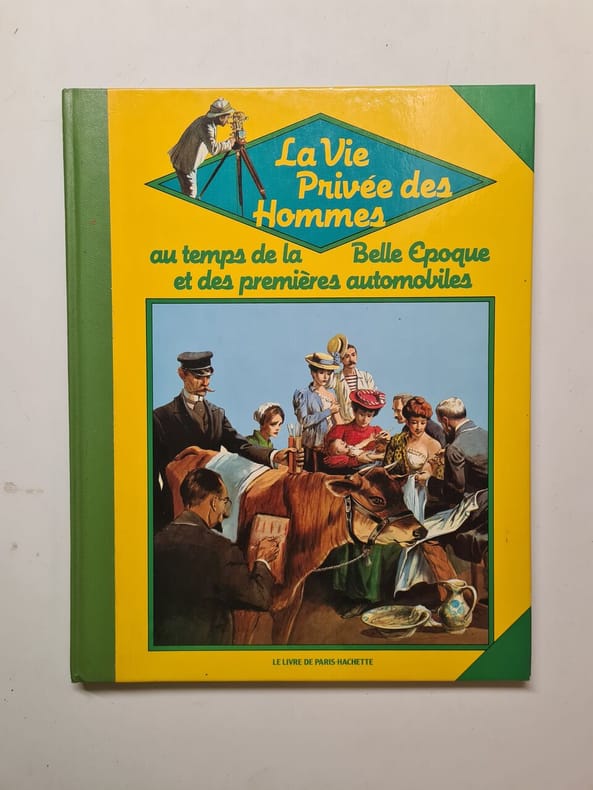 La Vie
Privée des
Hommes
au temps de la Belle Epoque
et des premières automobiles
LE LIVRE DE PARIS-HACHETTE